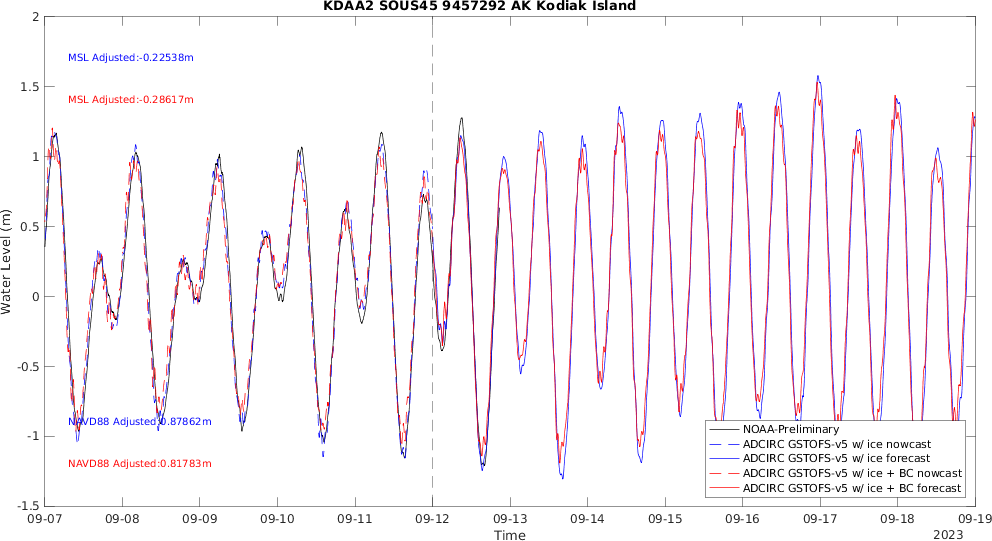 KDAA2 SOUS45 9457292 AK Kodiak Island
2
1.5
1
0.5
0
-0.5
-1
-1.5
Water Level (m)
MSL Adjusted:-0.22538m
MSL Adjusted:-0.28617m
NAVD88 Adjusted:0.87862m
NAVD88 Adjusted:0.81783m
NOAA-Preliminary
ADCIRC GSTOFS-v5 w/ ice nowcast
ADCIRC GSTOFS-v5 w/ ice forecast
ADCIRC GSTOFS-v5 w/ ice + BC nowcast
ADCIRC GSTOFS-v5 w/ ice + BC forecast
09-07 09-08 09-09 09-10 09-11 09-12 09-13 09-14 09-15 09-16 09-17 09-18 09-19
Time
2023